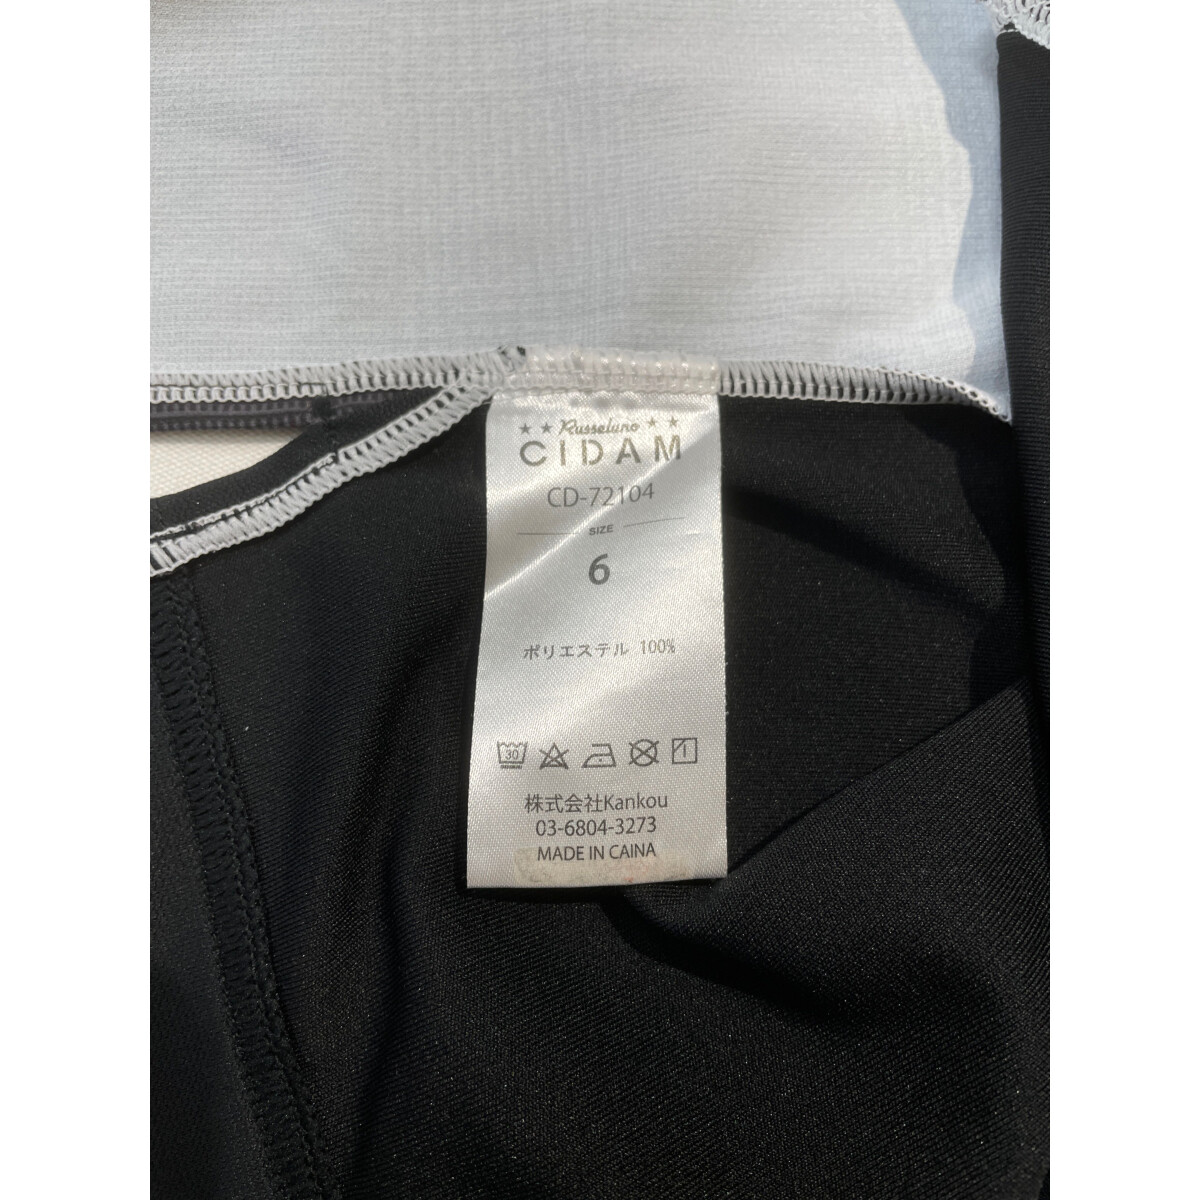 ★ ★ Russeluno ★ ★
CIDAM
CD-72104
SIZE
6
ポリエステル 100%
30
1
株式会社Kankou
03-6804-3273
MADE IN CAINA